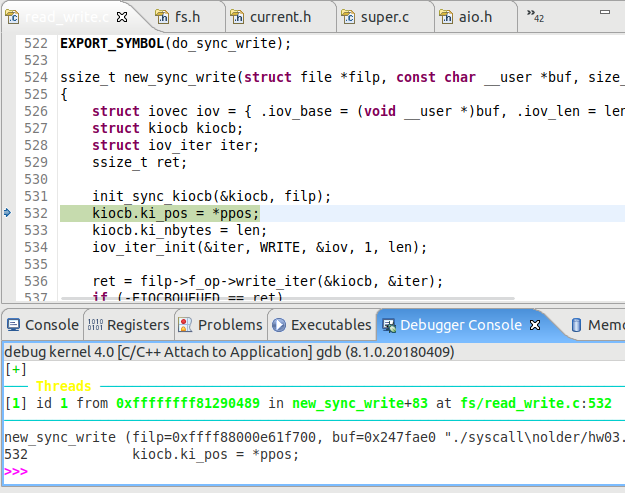 read_write.c fs.h current.h super.c aio.h »42
522 EXPORT_SYMBOL(do_sync_write);
523
524 ssize_t new_sync_write(struct file *filp, const char __user *buf, size_
525 {
526 struct iovec iov = { .iov_base = (void __user *)buf, .iov_len = len
527 struct kiocb kiocb;
528 struct iov_iter iter;
529 ssize_t ret;
530
531 init_sync_kiocb(&kiocb, filp);
532 kiocb.ki_pos = *ppos;
533 kiocb.ki_nbytes = len;
534 iov_iter_init(&iter, WRITE, &iov, 1, len);
535
536 ret = filp->f_op->write_iter(&kiocb, &iter);
537 if (-EIOCBQUEUED == ret)
Console Registers Problems Executables Debugger Console Memo
debug kernel 4.0 [C/C++ Attach to Application] gdb (8.1.0.20180409)
[+]
Threads
[1] id 1 from 0xffffffff81290489 in new_sync_write+83 at fs/read_write.c:532
new_sync_write (filp=0xffff88000e61f700, buf=0x247fae0 "./syscall\nolder/hw03.
532 kiocb.ki_pos = *ppos;
>>>